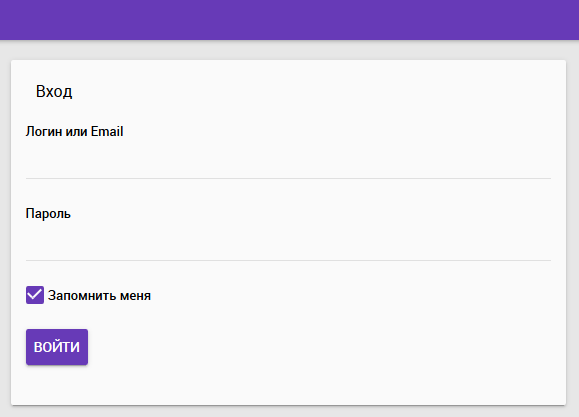 Вход
Логин или Email
Пароль
Запомнить меня
ВОЙТИ